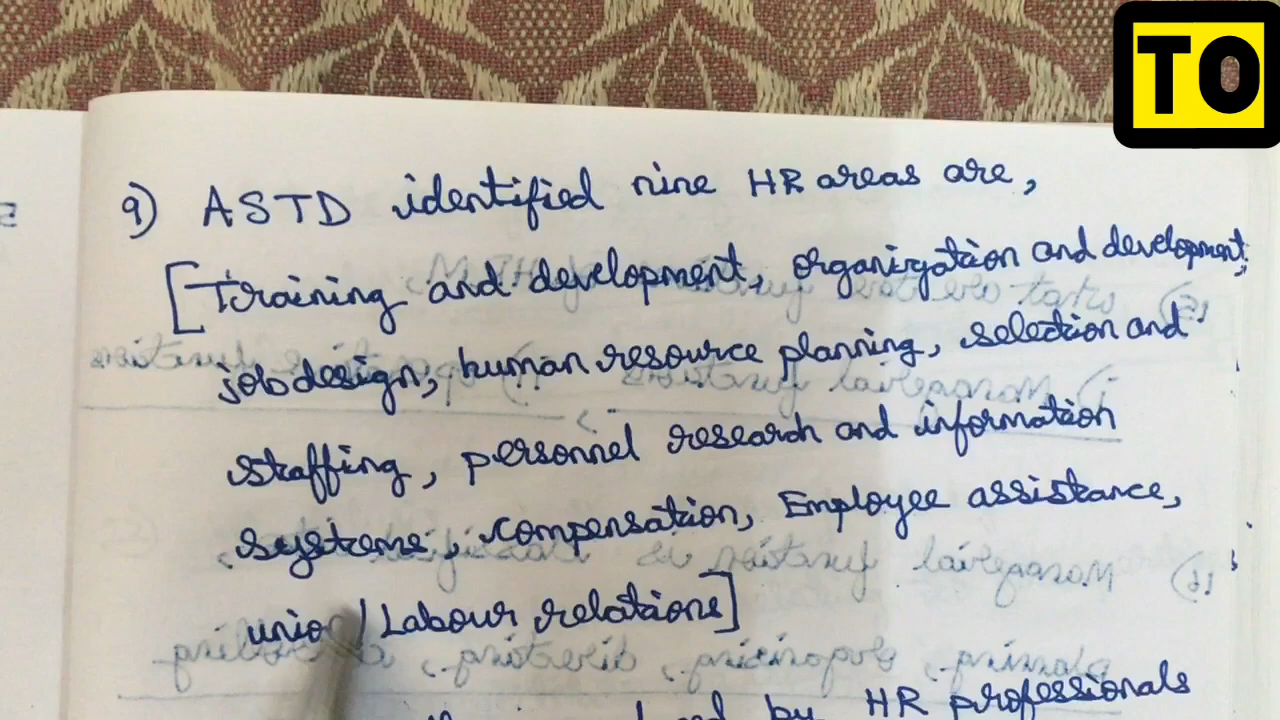 TO
9) ASTD identified nine HR areas are,
[Training and development, organization and development,
job design, human resource planning, selection and
staffing, personnel research and information
systems, compensation, Employee assistance,
union/Labour relations]
by HR professionals